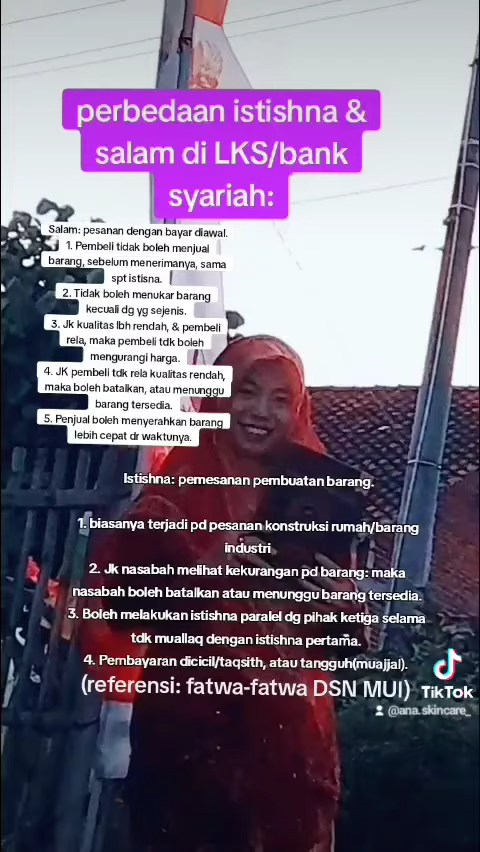 perbedaan istishna &
salam di LKS/bank
syariah:
Salam: pesanan dengan bayar diawal.
1. Pembeli tidak boleh menjual
barang, sebelum menerimanya, sama
spt istisna.
2. Tidak boleh menukar barang
kecuali dg yg sejenis.
3. Jk kualitas lbh rendah, & pembeli
rela, maka pembeli tdk boleh
mengurangi harga.
4. JK pembeli tdk rela kualitas rendah,
maka boleh batalkan, atau menunggu
barang tersedia.
5. Penjual boleh menyerahkan barang
lebih cepat dr waktunya.
Istishna: pemesanan pembuatan barang.
1. biasanya terjadi pd pesanan konstruksi rumah/barang
industri
2. Jk nasabah melihat kekurangan pd barang: maka
nasabah boleh batalkan atau menunggu barang tersedia.
3. Boleh melakukan istishna paralel dg pihak ketiga selama
tdk muallaq dengan istishna pertama.
4. Pembayaran dicicil/taqsith, atau tangguh(muajjal).
(referensi: fatwa-fatwa DSN MUI)
TikTok
@ana.skincare_